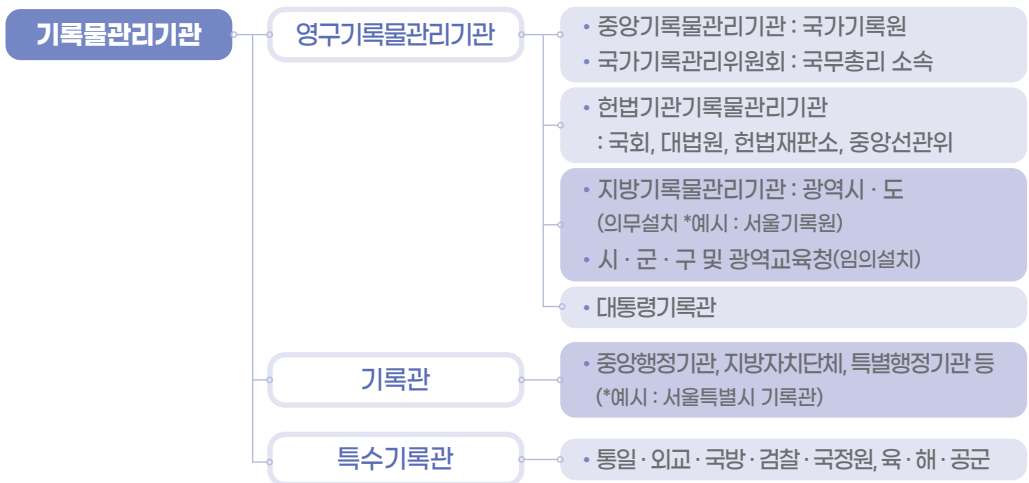 기록물관리기관
영구기록물관리기관
• 중앙기록물관리기관 : 국가기록원
• 국가기록관리위원회 : 국무총리 소속
• 헌법기관기록물관리기관
: 국회, 대법원, 헌법재판소, 중앙선관위
• 지방기록물관리기관 : 광역시 · 도
(의무설치 *예시 : 서울기록원)
• 시 · 군 · 구 및 광역교육청(임의설치)
• 대통령기록관
기록관
• 중앙행정기관, 지방자치단체, 특별행정기관 등
(*예시 : 서울특별시 기록관)
특수기록관
• 통일 · 외교 · 국방 · 검찰 · 국정원, 육 · 해 · 공군